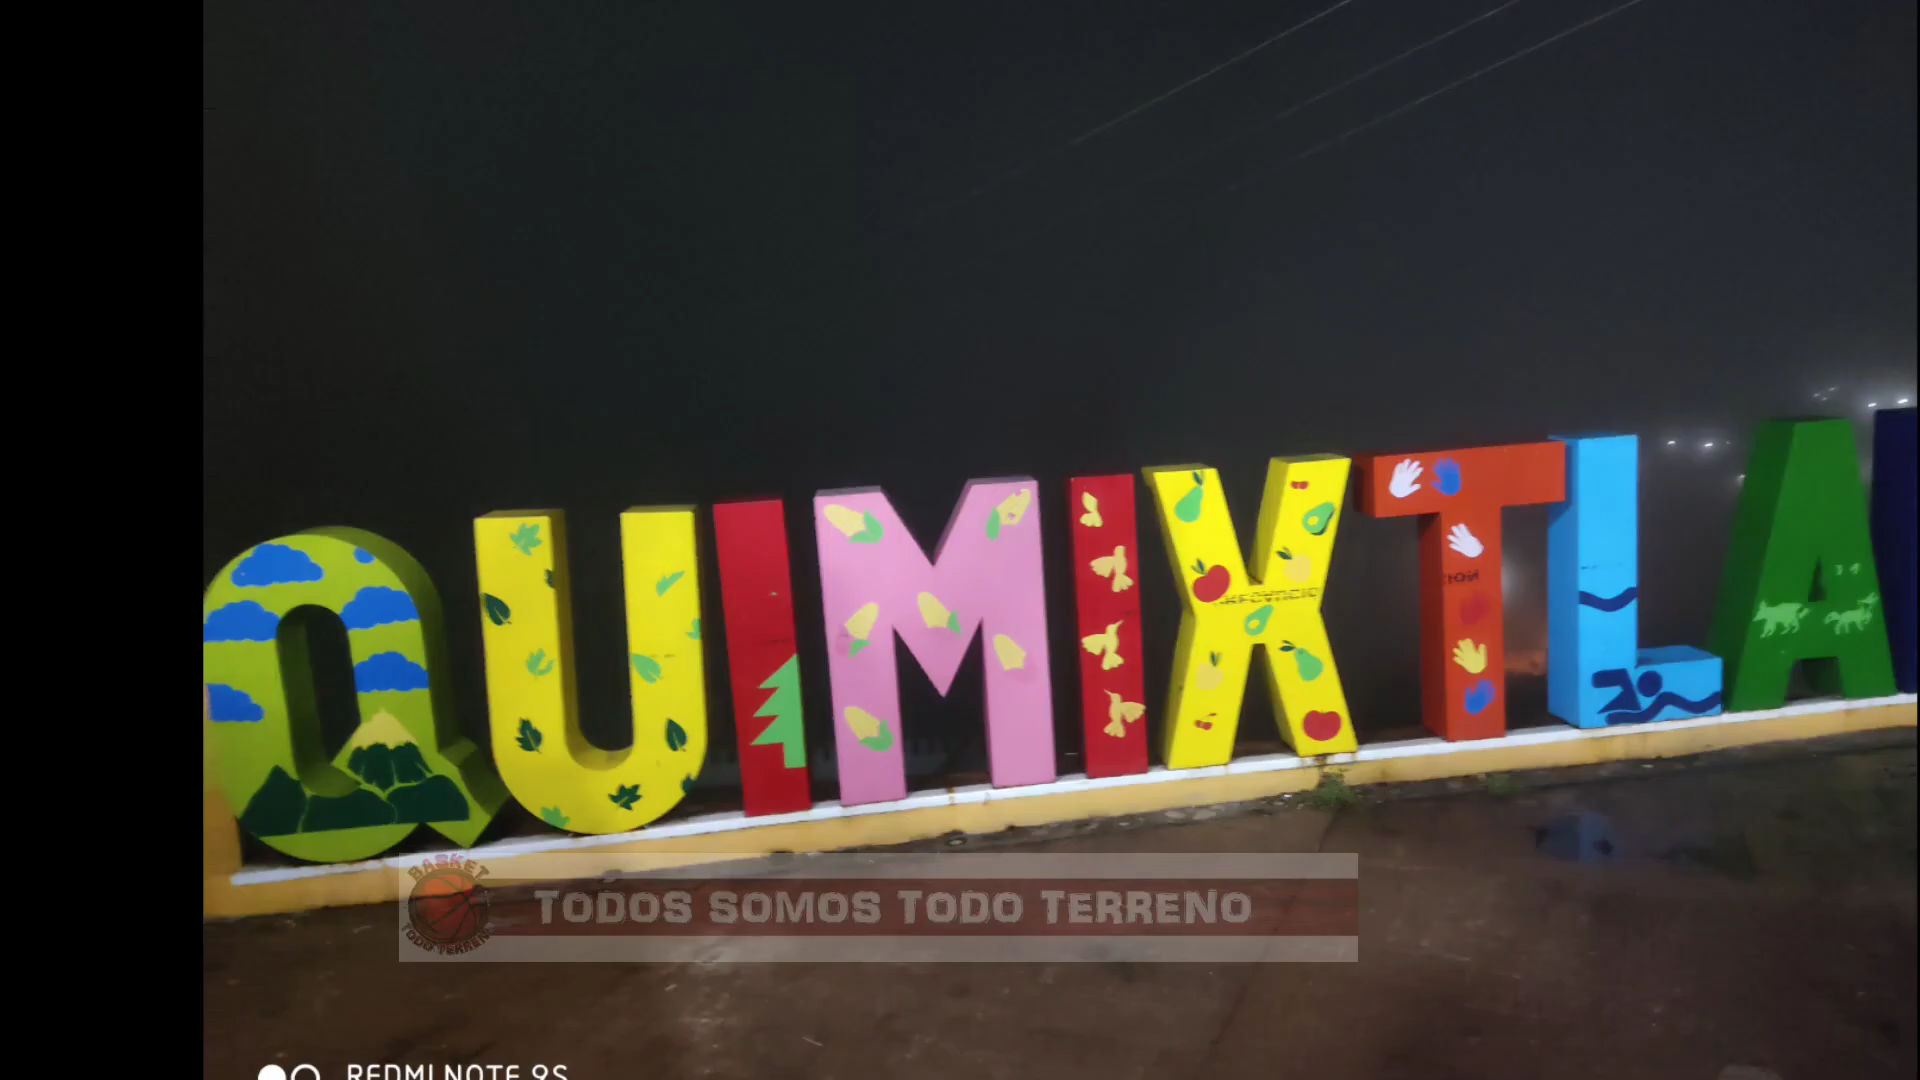 QUIMIXTLA
BASKET
TODO TERRENO
TODOS SOMOS TODO TERRENO
REDMI NOTE 9S